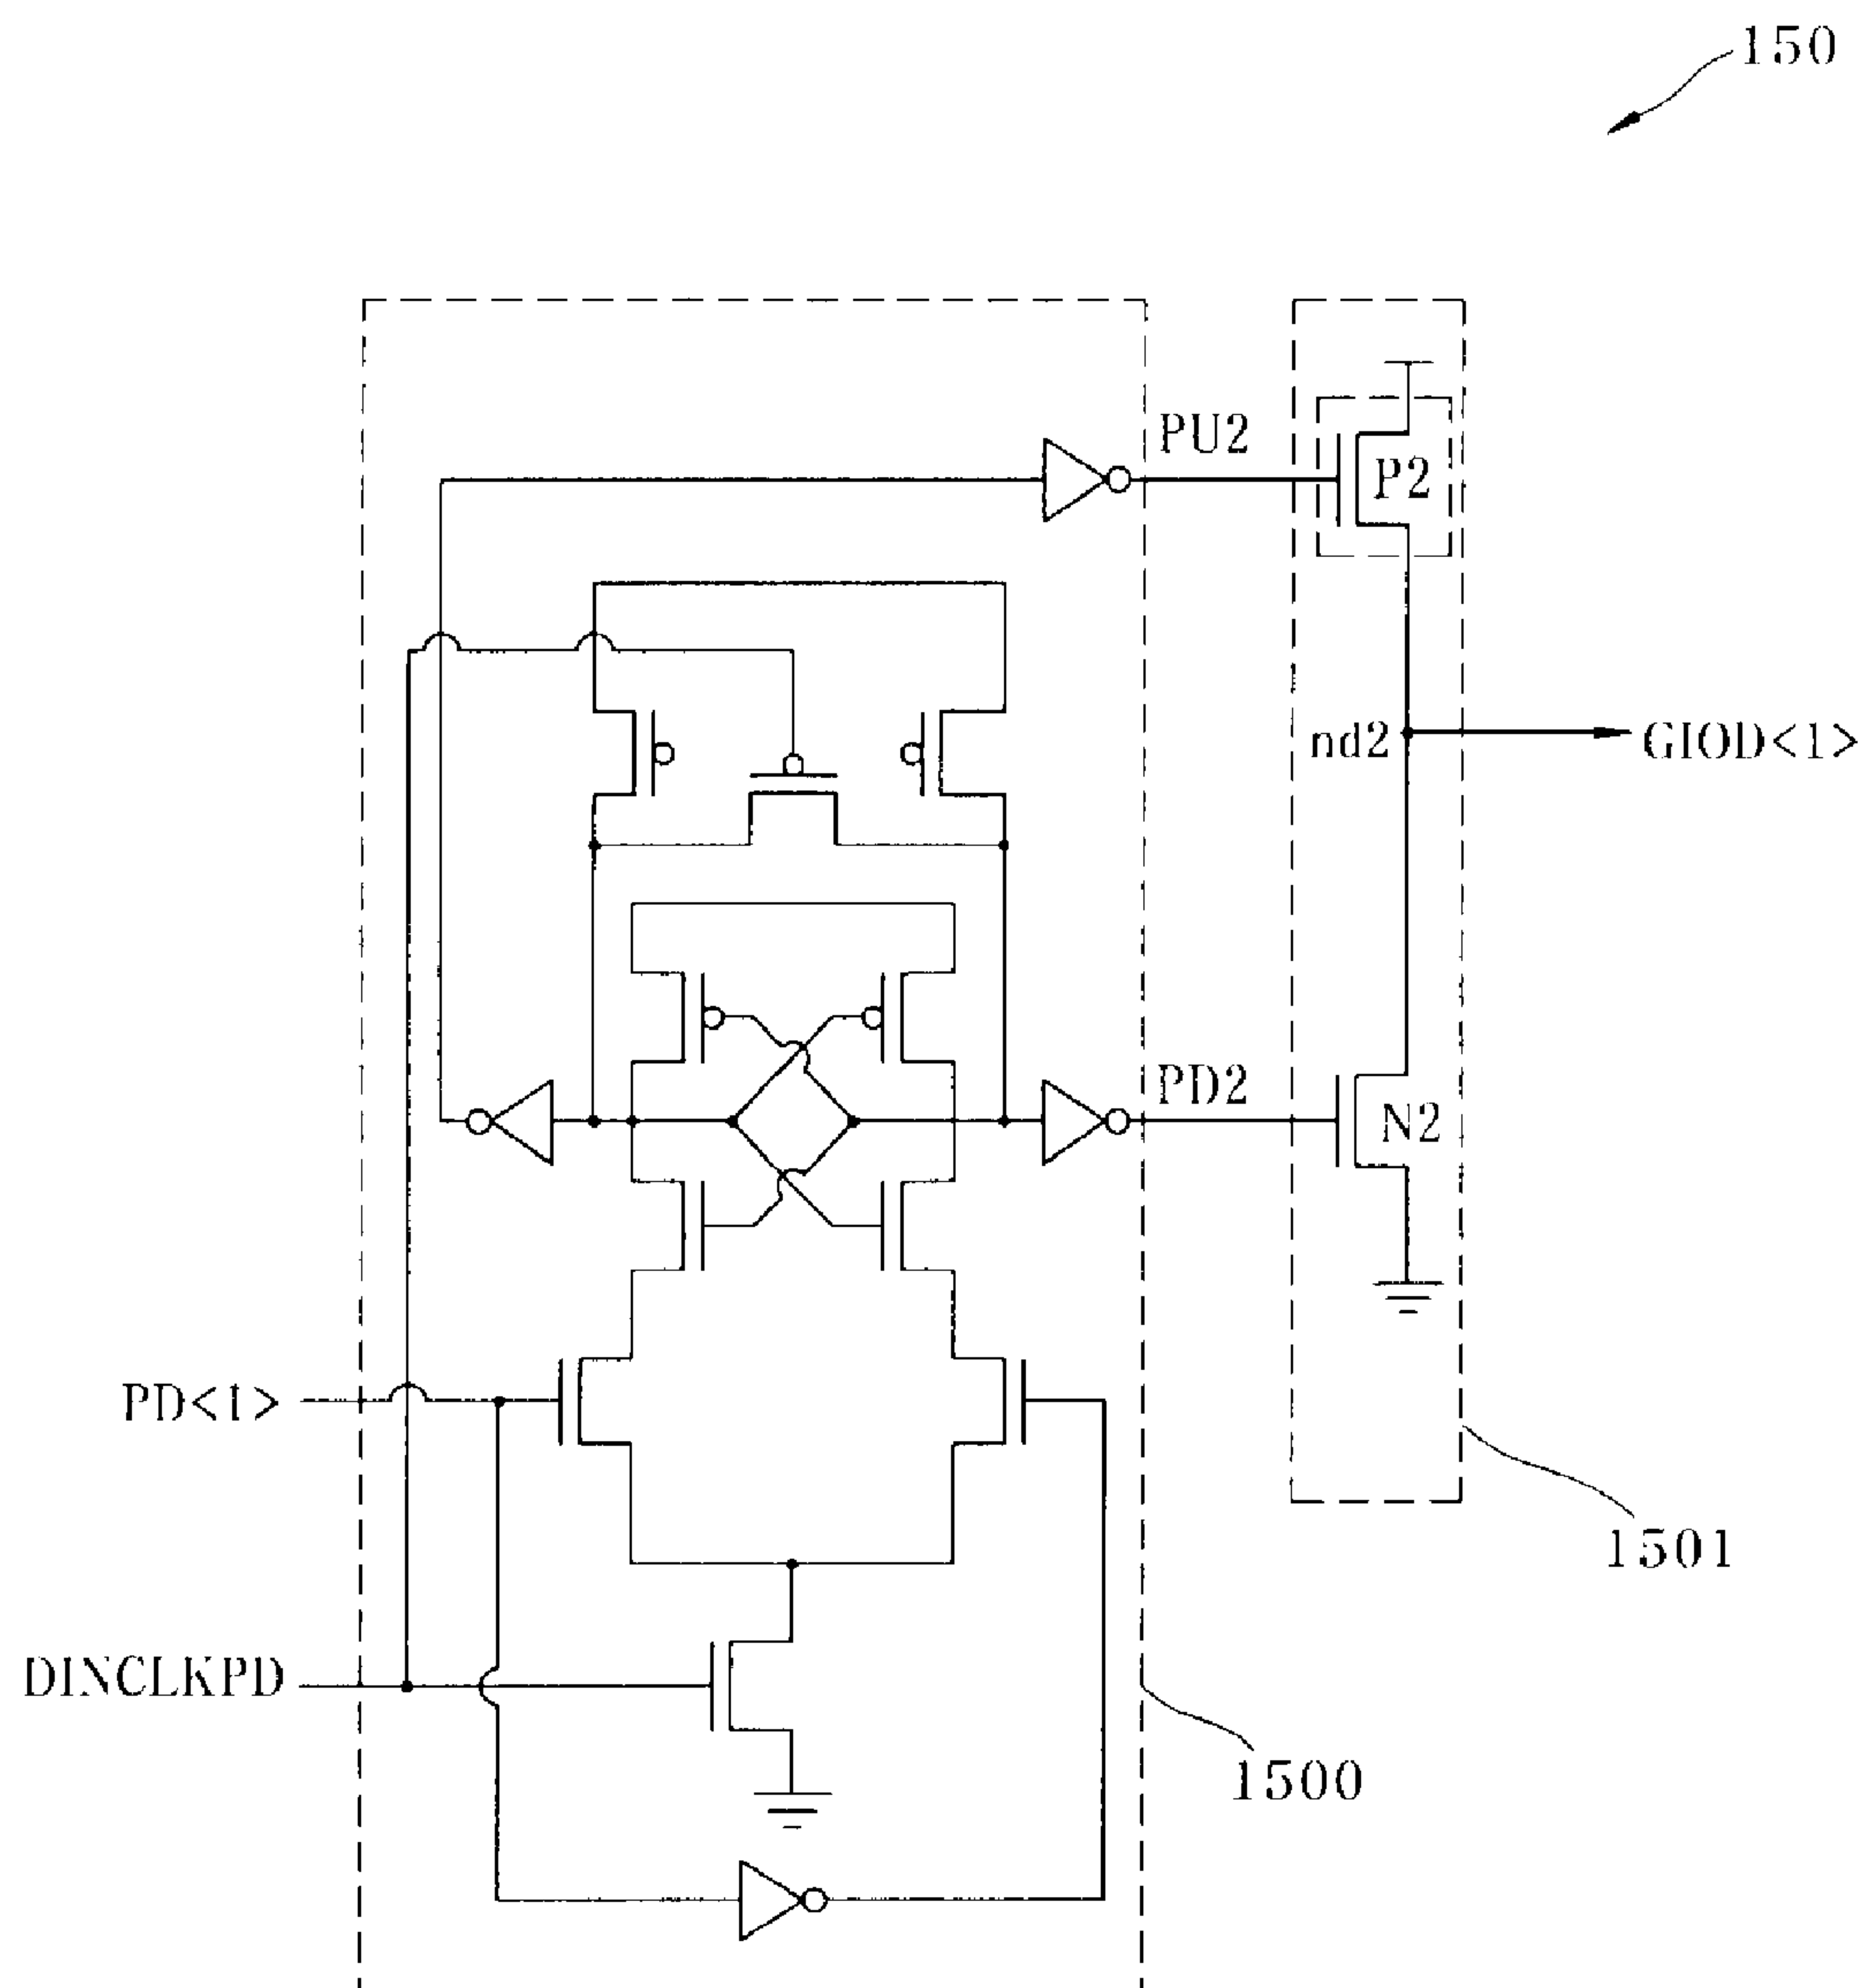 150
PU2
P2
nd2
GIOD<1>
PD2
N2
PD<1>
1501
DINCLKPD
1500